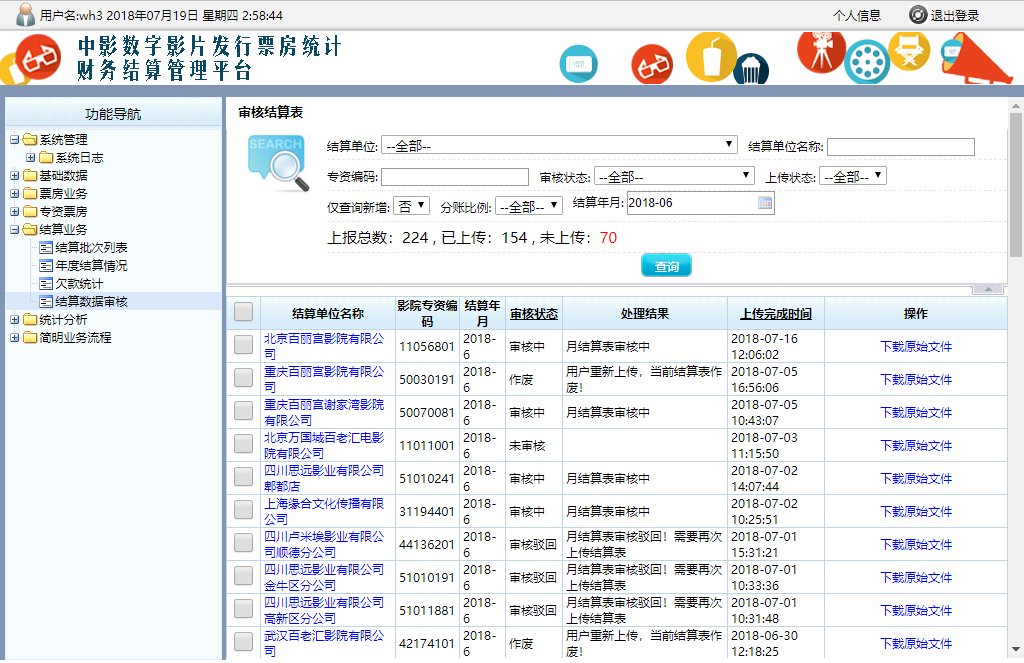 用户名:wh3 2018年07月19日 星期四 2:58:44
个人信息
退出登录
中影数字影片发行票房统计
财务结算管理平台
功能导航
系统管理
系统日志
基础数据
票房业务
专资票房
结算业务
结算批次列表
年度结算情况
欠款统计
结算数据审核
统计分析
简明业务流程
审核结算表
SEARCH
结算单位: --全部-- 结算单位名称:
专资编码: 审核状态: --全部-- 上传状态: --全部--
仅查询新增: 否 分账比例: --全部-- 结算年月: 2018-06
上报总数：224 , 已上传：154 , 未上传：70
查询
结算单位名称 影院专资编码 结算年月 审核状态 处理结果 上传完成时间 操作
北京百丽宫影院有限公司 11056801 2018-6 审核中 月结算表审核中 2018-07-16 12:06:02 下载原始文件
重庆百丽宫影院有限公司 50030191 2018-6 作废 用户重新上传，当前结算表作废！ 2018-07-05 16:56:06 下载原始文件
重庆百丽宫谢家湾影院有限公司 50070081 2018-6 审核中 月结算表审核中 2018-07-05 10:43:07 下载原始文件
北京万国城百老汇电影院有限公司 11011001 2018-6 未审核 2018-07-03 11:15:50 下载原始文件
四川思远影业有限公司郫都店 51010241 2018-6 审核中 月结算表审核中 2018-07-02 14:07:44 下载原始文件
上海缘合文化传播有限公司 31194401 2018-6 审核中 月结算表审核中 2018-07-02 10:25:51 下载原始文件
四川卢米埃影业有限公司顺德分公司 44136201 2018-6 审核驳回 月结算表审核驳回！需要再次上传结算表 2018-07-01 15:31:21 下载原始文件
四川思远影业有限公司金牛区分公司 51010191 2018-6 审核驳回 月结算表审核驳回！需要再次上传结算表 2018-07-01 10:33:36 下载原始文件
四川思远影业有限公司高新区分公司 51011881 2018-6 审核驳回 月结算表审核驳回！需要再次上传结算表 2018-07-01 10:31:48 下载原始文件
武汉百老汇影院有限公司 42174101 2018-6 作废 用户重新上传，当前结算表作废！ 2018-06-30 12:18:25 下载原始文件